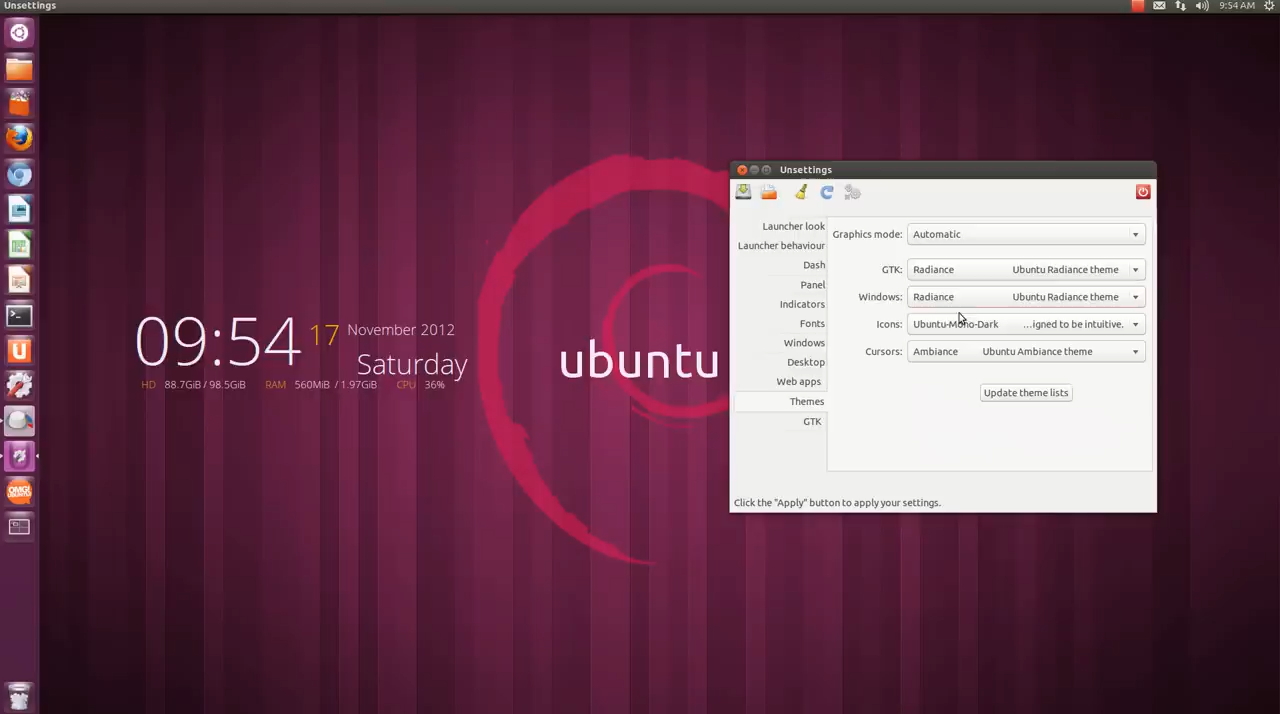 Unsettings
9:54 AM
Unsettings
Launcher look
Launcher behaviour
Dash
Panel
Indicators
Fonts
Windows
Desktop
Web apps
Themes
GTK
Graphics mode: Automatic
GTK: Radiance Ubuntu Radiance theme
Windows: Radiance Ubuntu Radiance theme
Icons: Ubuntu-Mono-Dark ...igned to be intuitive.
Cursors: Ambiance Ubuntu Ambiance theme
Update theme lists
Click the "Apply" button to apply your settings.
09:54 17 November 2012
Saturday
HD 88.7GiB / 98.5GiB RAM 560MiB / 1.97GiB CPU 36%
ubuntu
U
OMG!
UBUNTU!